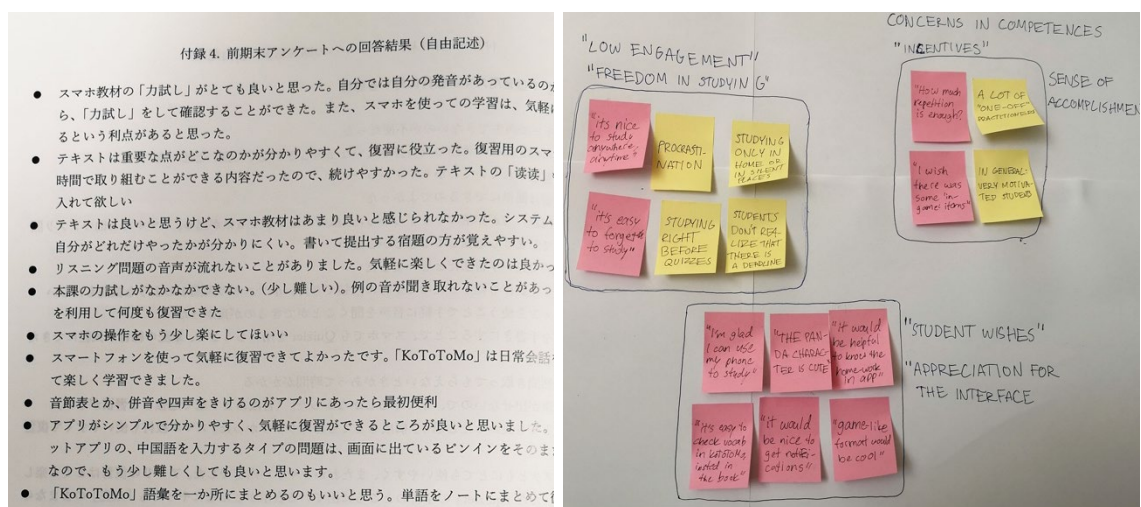 付録 4. 前期末アンケートへの回答結果（自由記述）
● スマホ教材の「力試し」がとても良いと思った。自分では自分の発音があっているのか
ら、「力試し」をして確認することができた。また、スマホを使っての学習は、気軽に
るという利点があると思った。
● テキストは重要な点がどこなのかが分かりやすくて、復習に役立った。復習用のスマ
時間で取り組むことができる内容だったので、続けやすかった。テキストの「读读」
入れて欲しい
● テキストは良いと思うけど、スマホ教材はあまり良いと感じられなかった。システム
自分がどれだけやったかが分かりにくい。書いて提出する宿題の方が覚えやすい。
● リスニング問題の音声が流れないことがありました。気軽に楽しくできたのは良かっ
● 本課の力試しがなかなかできない。（少し難しい）。例の音が聞き取れないことがあっ
を利用して何度も復習できた
● スマホの操作をもう少し楽にしてほいい
● スマートフォンを使って気軽に復習できてよかったです。「KoToToMo」は日常会話
て楽しく学習できました。
● 音節表とか、併音や四声をきけるのがアプリにあったら最初便利
● アプリがシンプルで分かりやすく、気軽に復習ができるところが良いと思いました。
ットアプリの、中国語を入力するタイプの問題は、画面に出ているピンインをそのま
なので、もう少し難しくしても良いと思います。
● 「KoToToMo」語彙を一か所にまとめるのもいいと思う。単語をノートにまとめて
"LOW ENGAGEMENT"
"FREEDOM IN STUDYING"
"it's nice
to study
anywhere,
anytime"
PROCRASTI-
NATION
STUDYING
ONLY IN
HOME OR
IN SILENT
PLACES
"it's easy
to forget
to study"
STUDYING
RIGHT
BEFORE
QUIZZES
STUDENTS
DON'T REA-
LIZE THAT
THERE IS
A DEADLINE
CONCERNS IN COMPETENCES
"INCENTIVES"
"How much
repetition
is enough?
A LOT OF
"ONE-OFF"
PRACTITIONERS
"I wish
there was
some in-
game items"
IN GENERAL:
VERY MOTIVA-
TED STUDENT
SENSE OF
ACCOMPLISHMEN
"I'm glad
I can use
my phone
to study"
"THE PAN-
DA CHARAC-
TER IS CUTE"
"It would
be helpful
to know the
homework
in app"
"It's easy to
check vocab
in KoToToMo,
insted in
the book"
"it would
be nice to
get notifi-
cations".
"game-like
format would
be cool"
"STUDENT WISHES"
"APPRECIATION FOR
THE INTERFACE